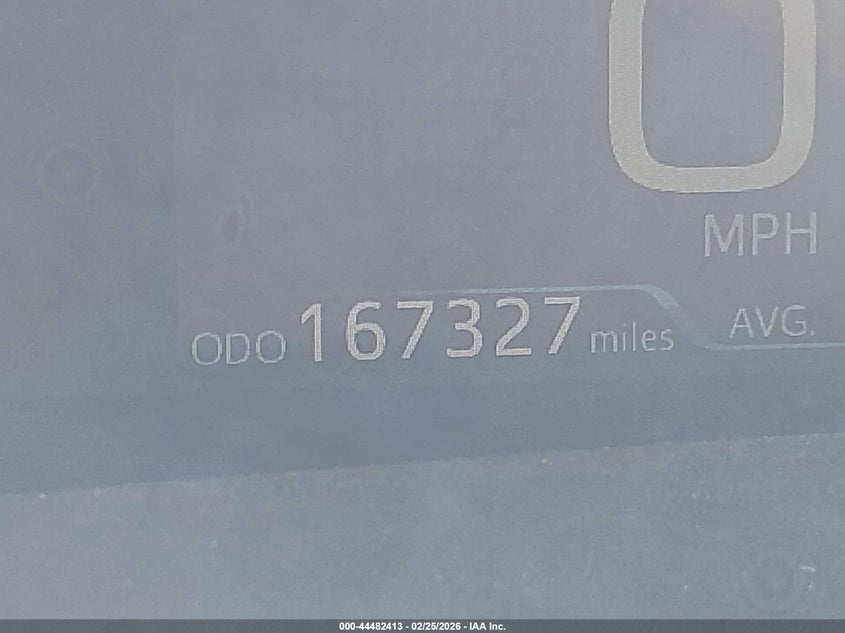 0
MPH
ODO 167327 miles
AVG.
000-44482413 - 02/25/2026 - IAA Inc.